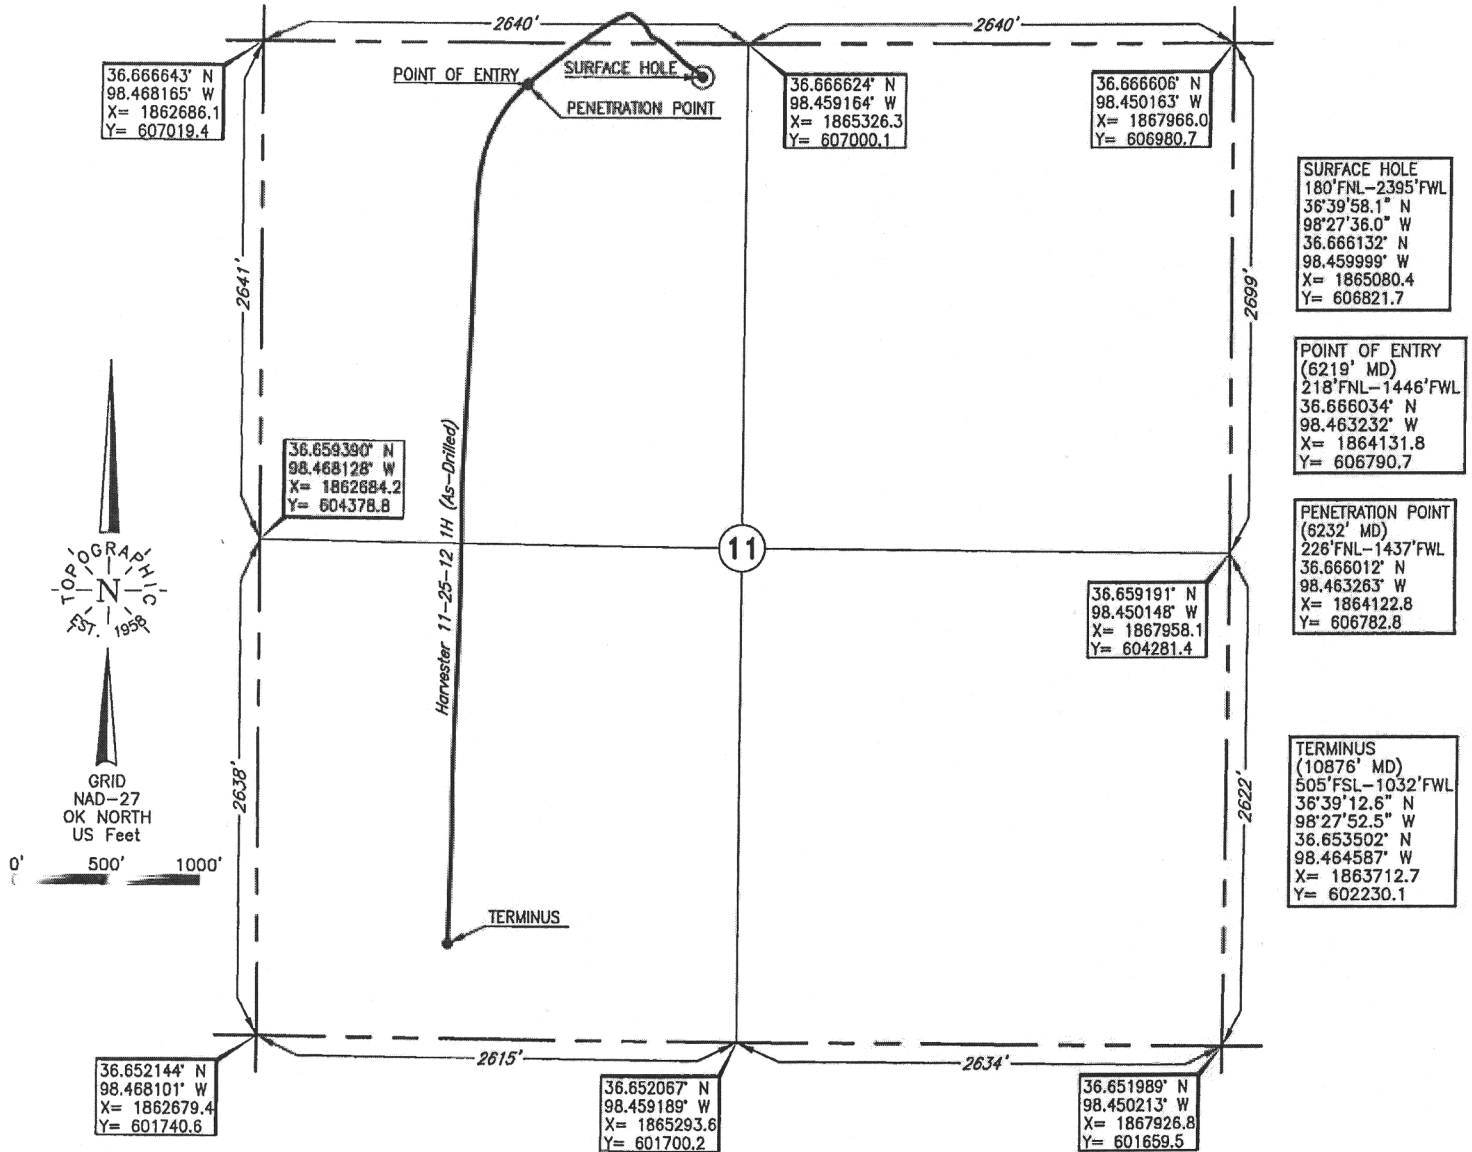 2640'
2640'
36.666643° N
98.468165° W
X= 1862686.1
Y= 607019.4
POINT OF ENTRY
SURFACE HOLE
PENETRATION POINT
36.666624° N
98.459164° W
X= 1865326.3
Y= 607000.1
36.666606° N
98.450163° W
X= 1867966.0
Y= 606980.7
SURFACE HOLE
180'FNL-2395'FWL
36°39'58.1" N
98°27'36.0" W
36.666132° N
98.459999° W
X= 1865080.4
Y= 606821.7
2641'
2699'
POINT OF ENTRY
(6219' MD)
218'FNL-1446'FWL
36.666034° N
98.463232° W
X= 1864131.8
Y= 606790.7
36.659390° N
98.468128° W
X= 1862684.2
Y= 604378.8
Harvester 11-25-12 1H (As-Drilled)
11
PENETRATION POINT
(6232' MD)
226'FNL-1437'FWL
36.666012° N
98.463263° W
X= 1864122.8
Y= 606782.8
TOPOGRAPHIC
N
EST. 1958
36.659191° N
98.450148° W
X= 1867958.1
Y= 604281.4
GRID
NAD-27
OK NORTH
US Feet
0' 500' 1000'
2638'
2622'
TERMINUS
(10876' MD)
505'FSL-1032'FWL
36°39'12.6" N
98°27'52.5" W
36.653502° N
98.464587° W
X= 1863712.7
Y= 602230.1
TERMINUS
2615'
2634'
36.652144° N
98.468101° W
X= 1862679.4
Y= 601740.6
36.652067° N
98.459189° W
X= 1865293.6
Y= 601700.2
36.651989° N
98.450213° W
X= 1867926.8
Y= 601659.5